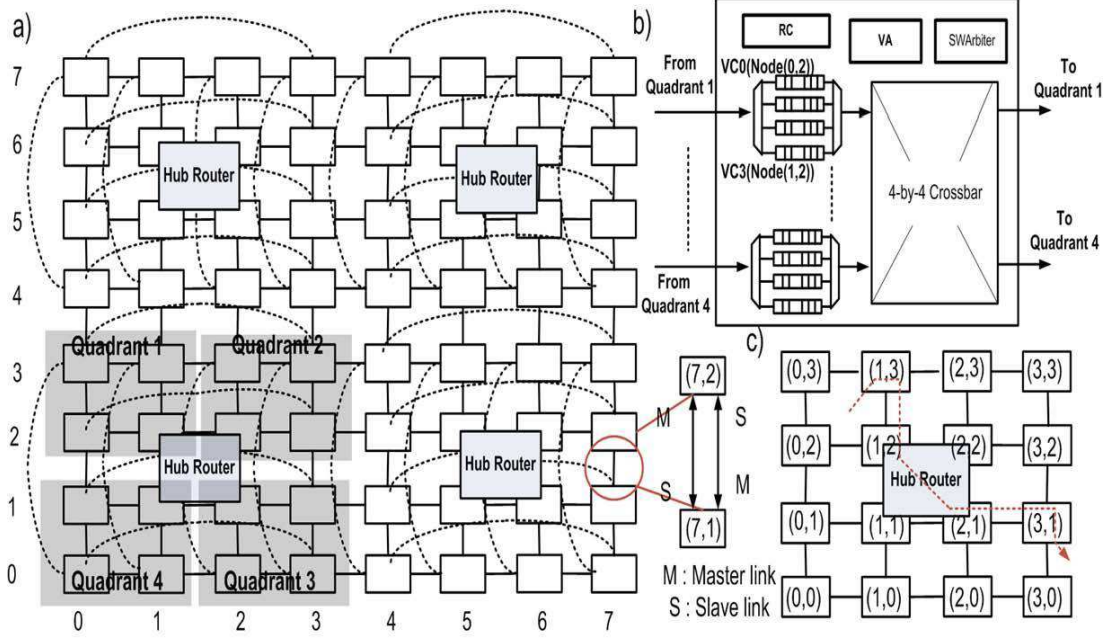 a)
7
6
5
4
3
2
1
0
0 1 2 3 4 5 6 7
Hub Router
Hub Router
Quadrant 1
Quadrant 2
Hub Router
Hub Router
Quadrant 4
Quadrant 3
(7,2)
M
S
S
M
(7,1)
M : Master link
S : Slave link
b)
RC
VA
SWArbiter
From
Quadrant 1
VC0(Node(0,2))
VC3(Node(1,2))
4-by-4 Crossbar
To
Quadrant 1
To
Quadrant 4
From
Quadrant 4
c)
(0,3) (1,3) (2,3) (3,3)
(0,2) (1,2) (2,2) (3,2)
Hub Router
(0,1) (1,1) (2,1) (3,1)
(0,0) (1,0) (2,0) (3,0)